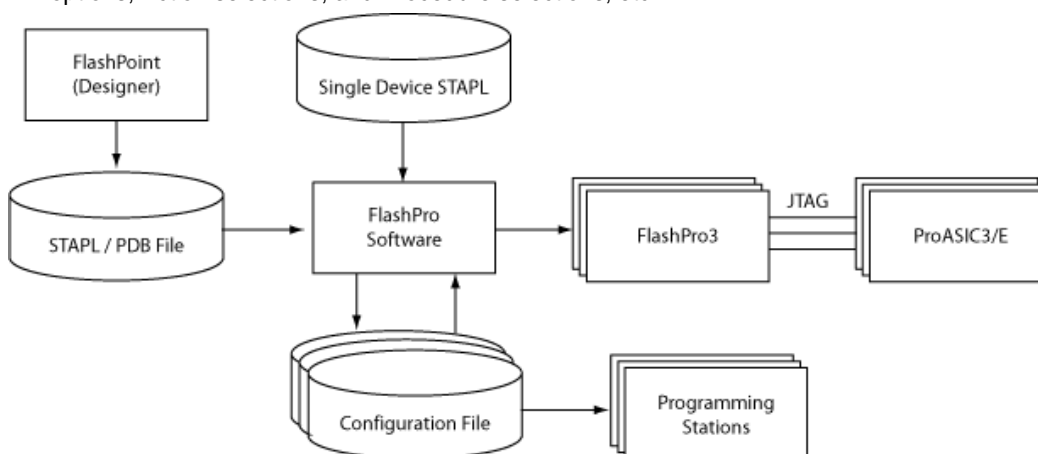 FlashPoint
(Designer)
Single Device STAPL
STAPL / PDB File
FlashPro
Software
FlashPro3
JTAG
ProASIC3/E
Configuration File
Programming
Stations